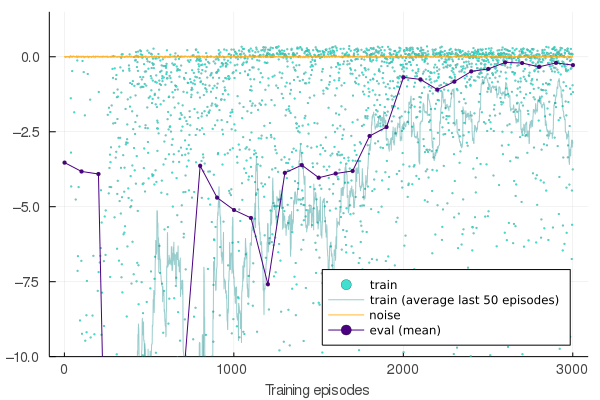 0.0
−2.5
−5.0
−7.5
−10.0
train
train (average last 50 episodes)
noise
eval (mean)
0 1000 2000 3000
Training episodes